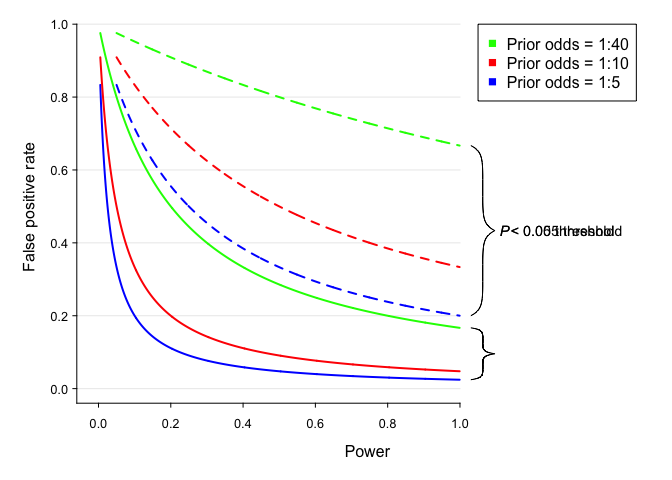 1.0
0.8
0.6
0.4
0.2
0.0
False positive rate
0.0 0.2 0.4 0.6 0.8 1.0
Power
Prior odds = 1:40
Prior odds = 1:10
Prior odds = 1:5
P < threshold